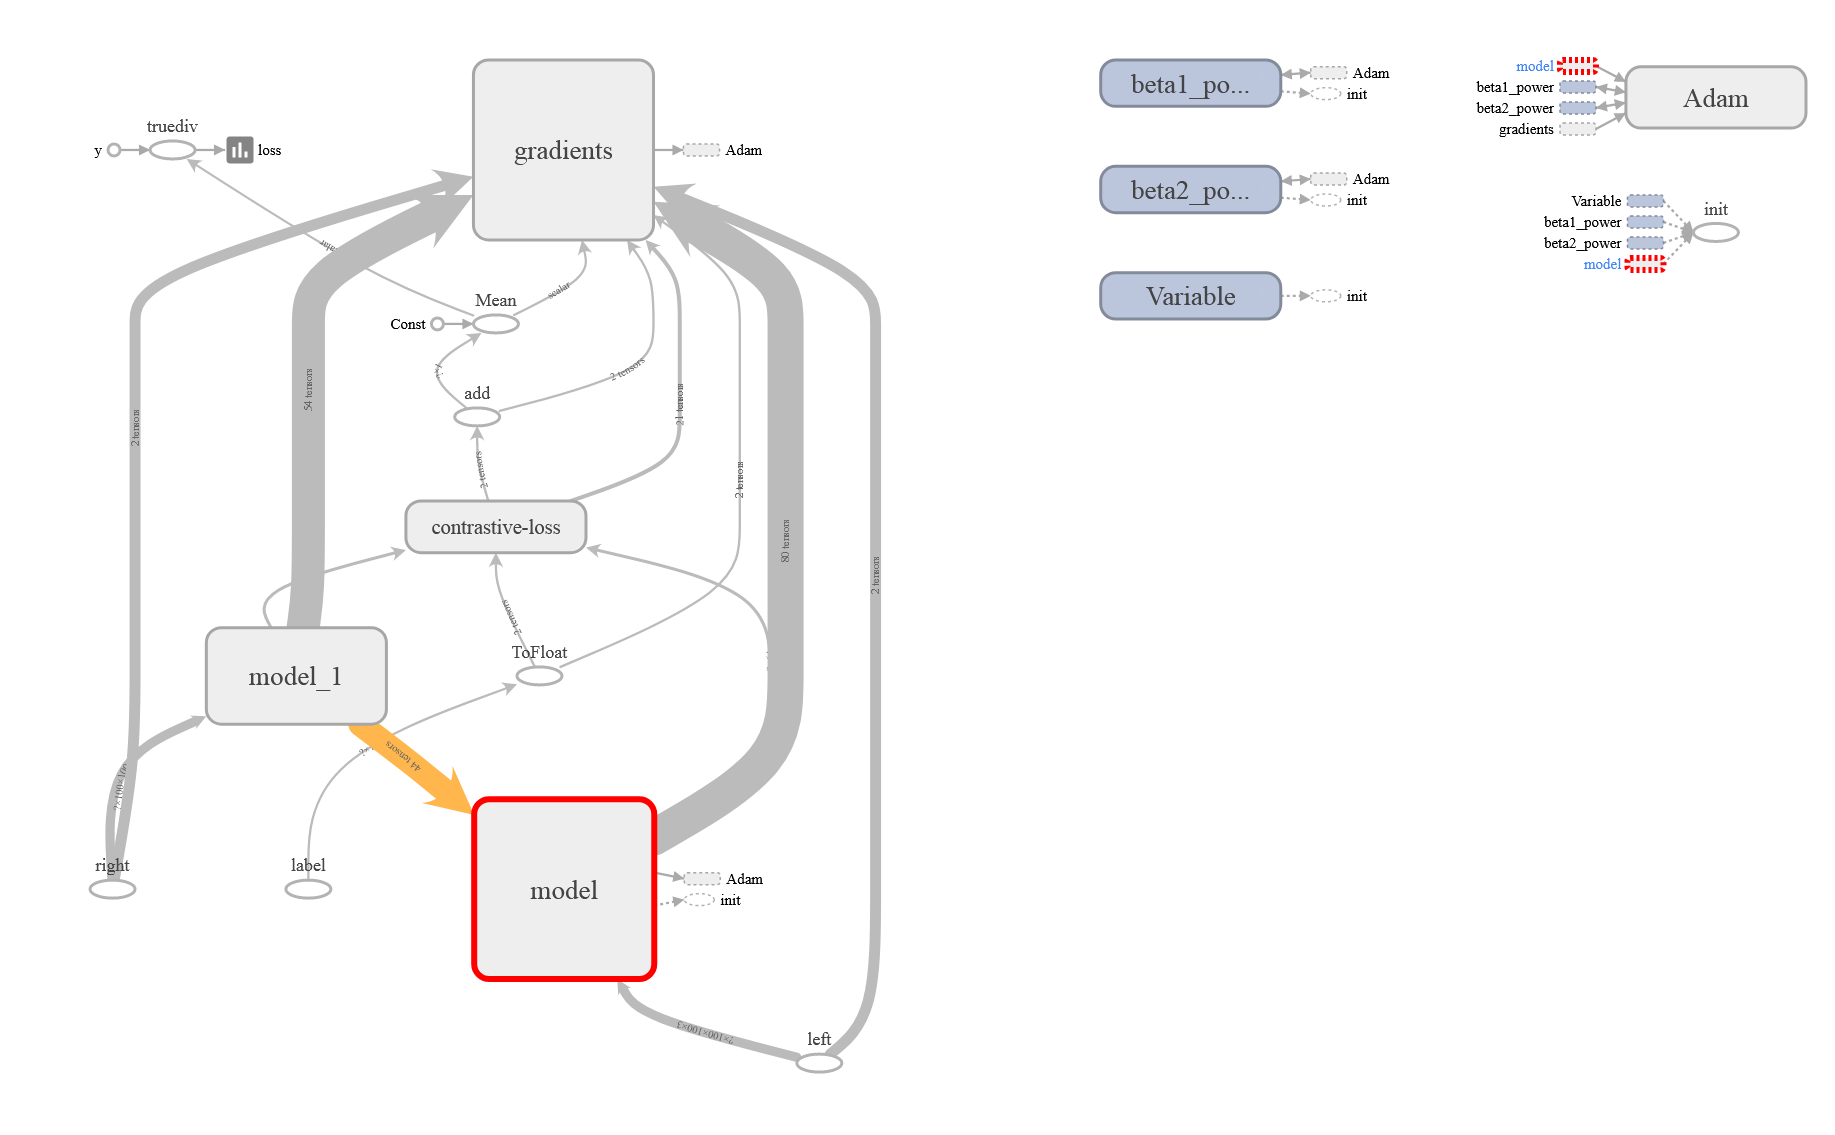 truediv
y
loss
gradients
Adam
scalar
Mean
Const
2 tensors
54 tensors
add
2 tensors
21 tensors
2 tensors
2 tensors
contrastive-loss
80 tensors
2 tensors
2 tensors
ToFloat
model_1
44 tensors
right
label
model
Adam
init
?×100×100×3
left
beta1_po...
Adam
init
beta2_po...
Adam
init
Variable
init
model
beta1_power
beta2_power
gradients
Adam
Variable
beta1_power
beta2_power
model
init